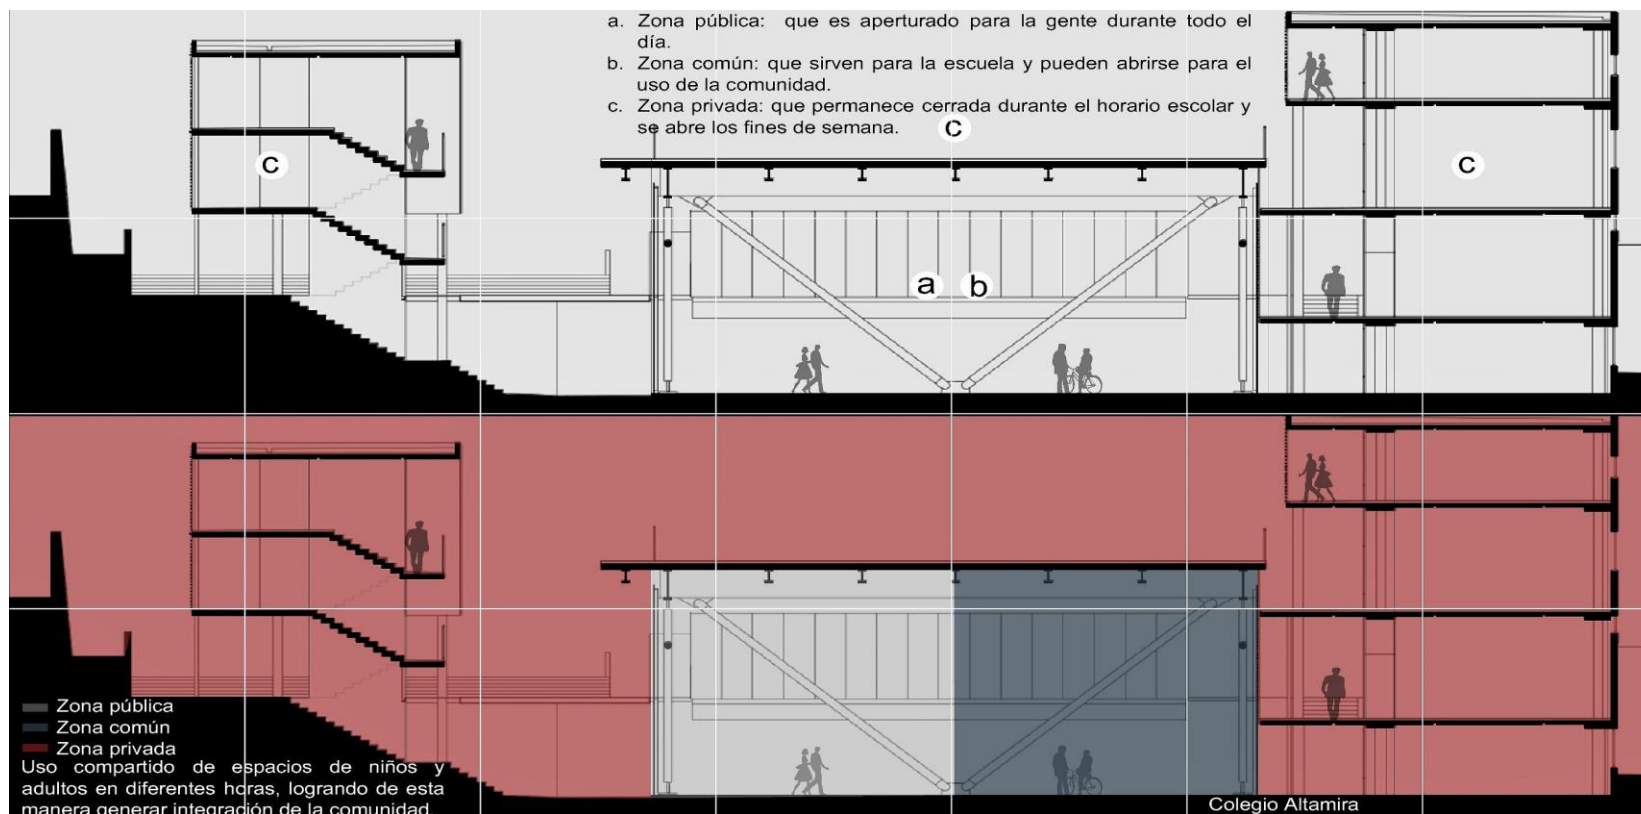 a. Zona pública: que es aperturado para la gente durante todo el
día.
b. Zona común: que sirven para la escuela y pueden abrirse para el
uso de la comunidad.
c. Zona privada: que permanece cerrada durante el horario escolar y
se abre los fines de semana.
c
c
c
a b
Zona pública
Zona común
Zona privada
Uso compartido de espacios de niños y
adultos en diferentes horas, logrando de esta
manera generar integración de la comunidad
Colegio Altamira